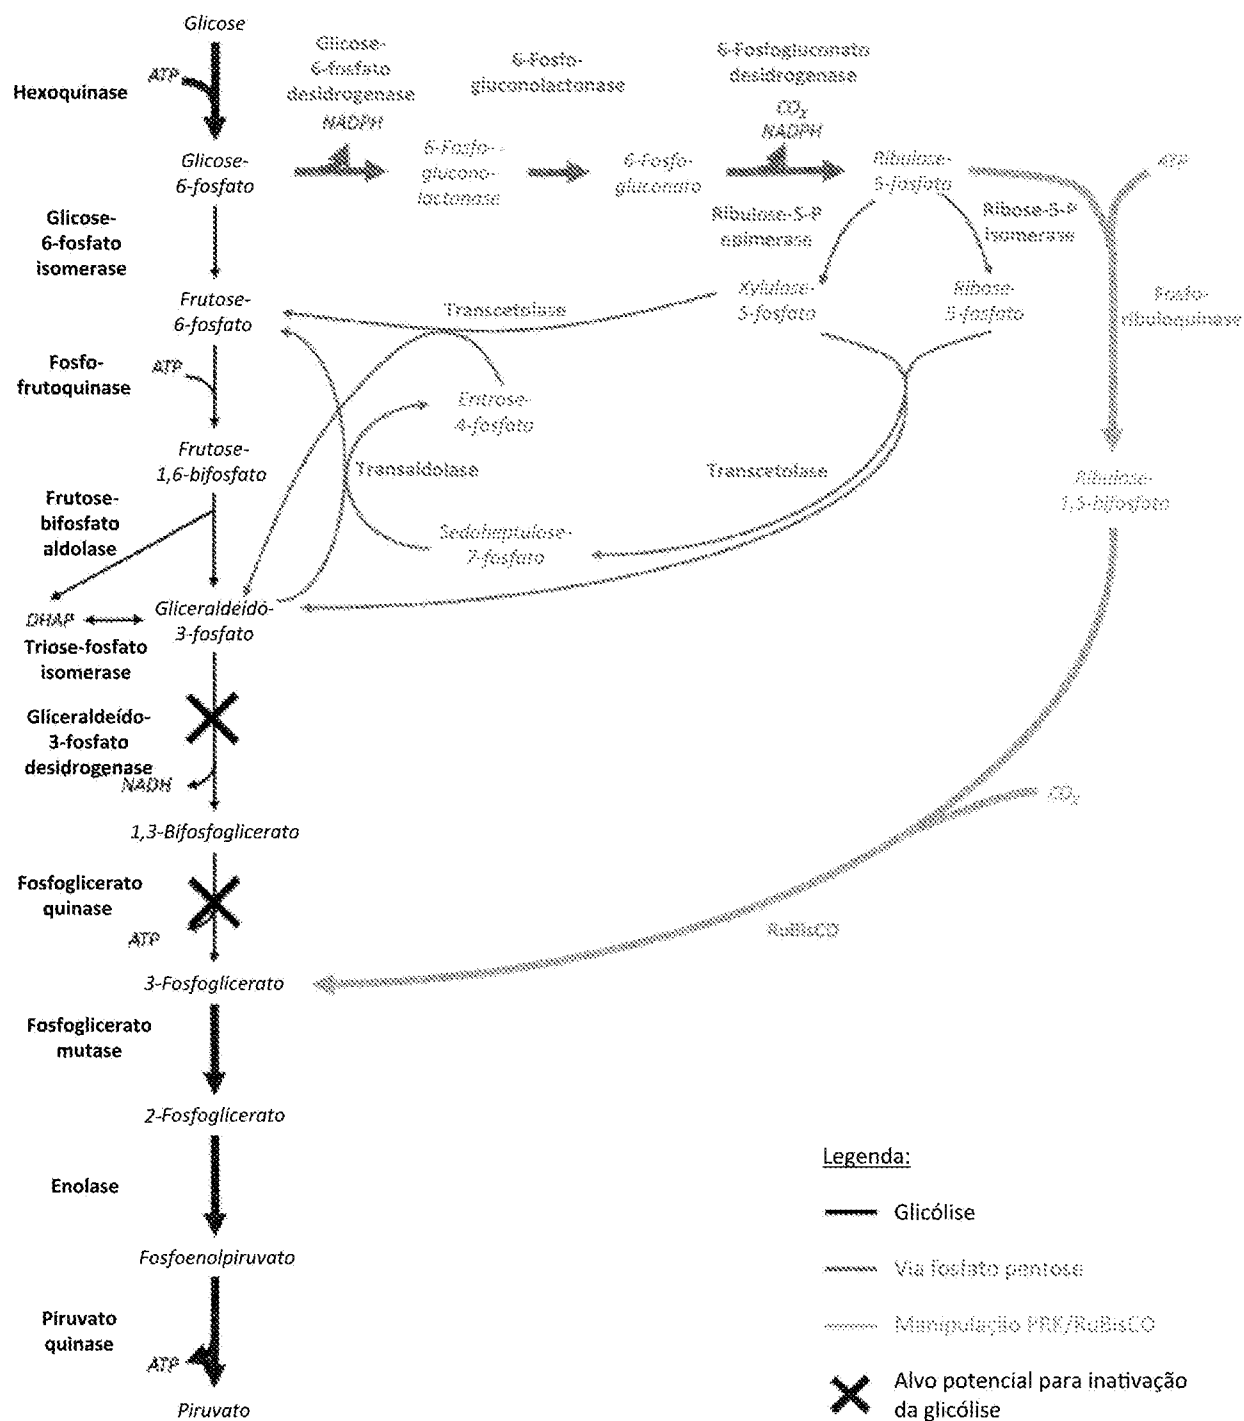 Glicose
ATP
Hexoquinase
Glicose-
6-fosfato
desidrogenase
NADPH
6-Fosfo-
gluconolactonase
6-Fosfogluconato
desidrogenase
CO2
NADPH
Glicose-
6-fosfato
6-Fosfo-
glucono-
lactonase
6-Fosfo-
gluconato
Ribulose-
5-fosfato
ATP
Glicose-
6-fosfato
isomerase
Ribulose-5-P
epimerase
Ribose-5-P
isomerase
Frutose-
6-fosfato
Transcetolase
Xylulose-
5-fosfato
Ribose-
5-fosfato
Fosfo-
ribuloquinase
Fosfo-
frutoquinase
ATP
Eritrose-
4-fosfato
Frutose-
1,6-bifosfato
Transaldolase
Transcetolase
Ribulose-
1,5-bifosfato
Frutose-
bifosfato
aldolase
Sedoheptulose-
7-fosfato
DHAP
Gliceraldeído-
3-fosfato
Triose-fosfato
isomerase
Gliceraldeído-
3-fosfato
desidrogenase
NADH
CO2
1,3-Bifosfoglicerato
Fosfoglicerato
quinase
ATP
RuBisCO
3-Fosfoglicerato
Fosfoglicerato
mutase
2-Fosfoglicerato
Enolase
Fosfoenolpiruvato
Piruvato
quinase
ATP
Piruvato
Legenda:
Glicólise
Via fosfato pentose
Manipulação PRK/RuBisCO
Alvo potencial para inativação
da glicólise